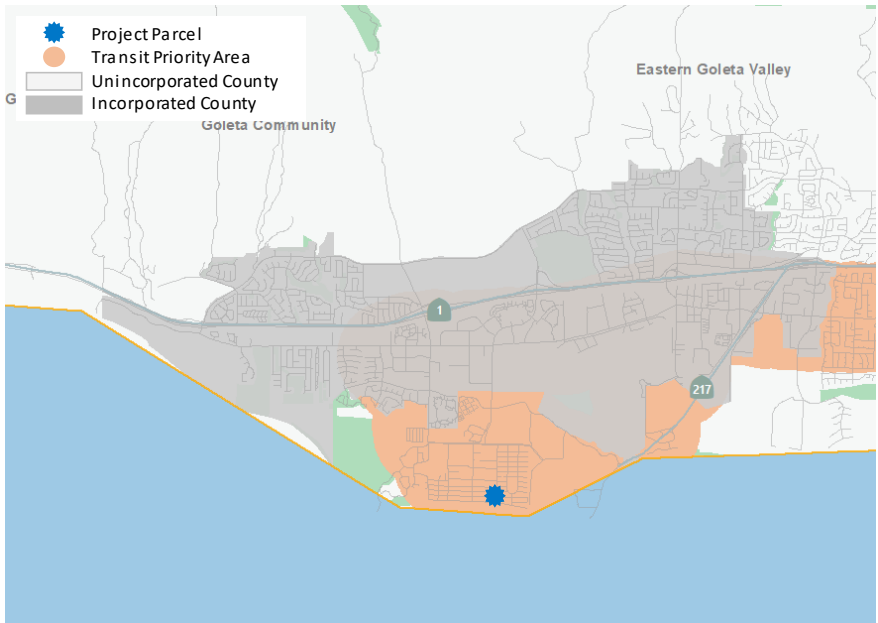 Project Parcel
Transit Priority Area
Unincorporated County
Incorporated County
G
Goleta Community
Eastern Goleta Valley
1
217